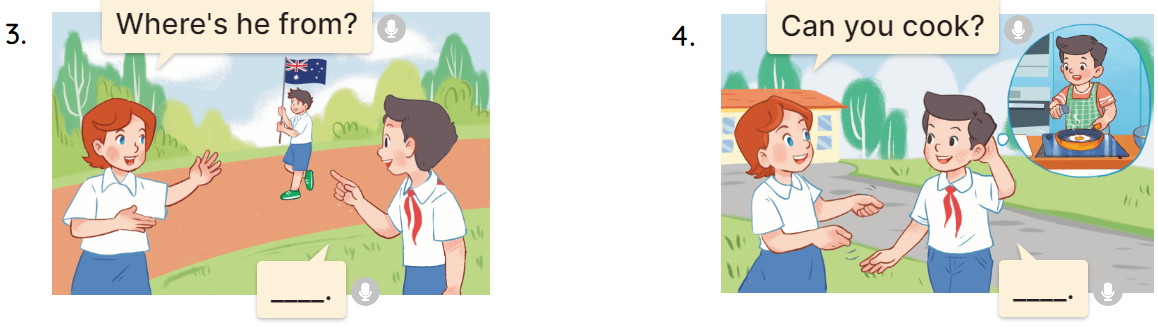 3.
Where's he from?
____.
4.
Can you cook?
____.